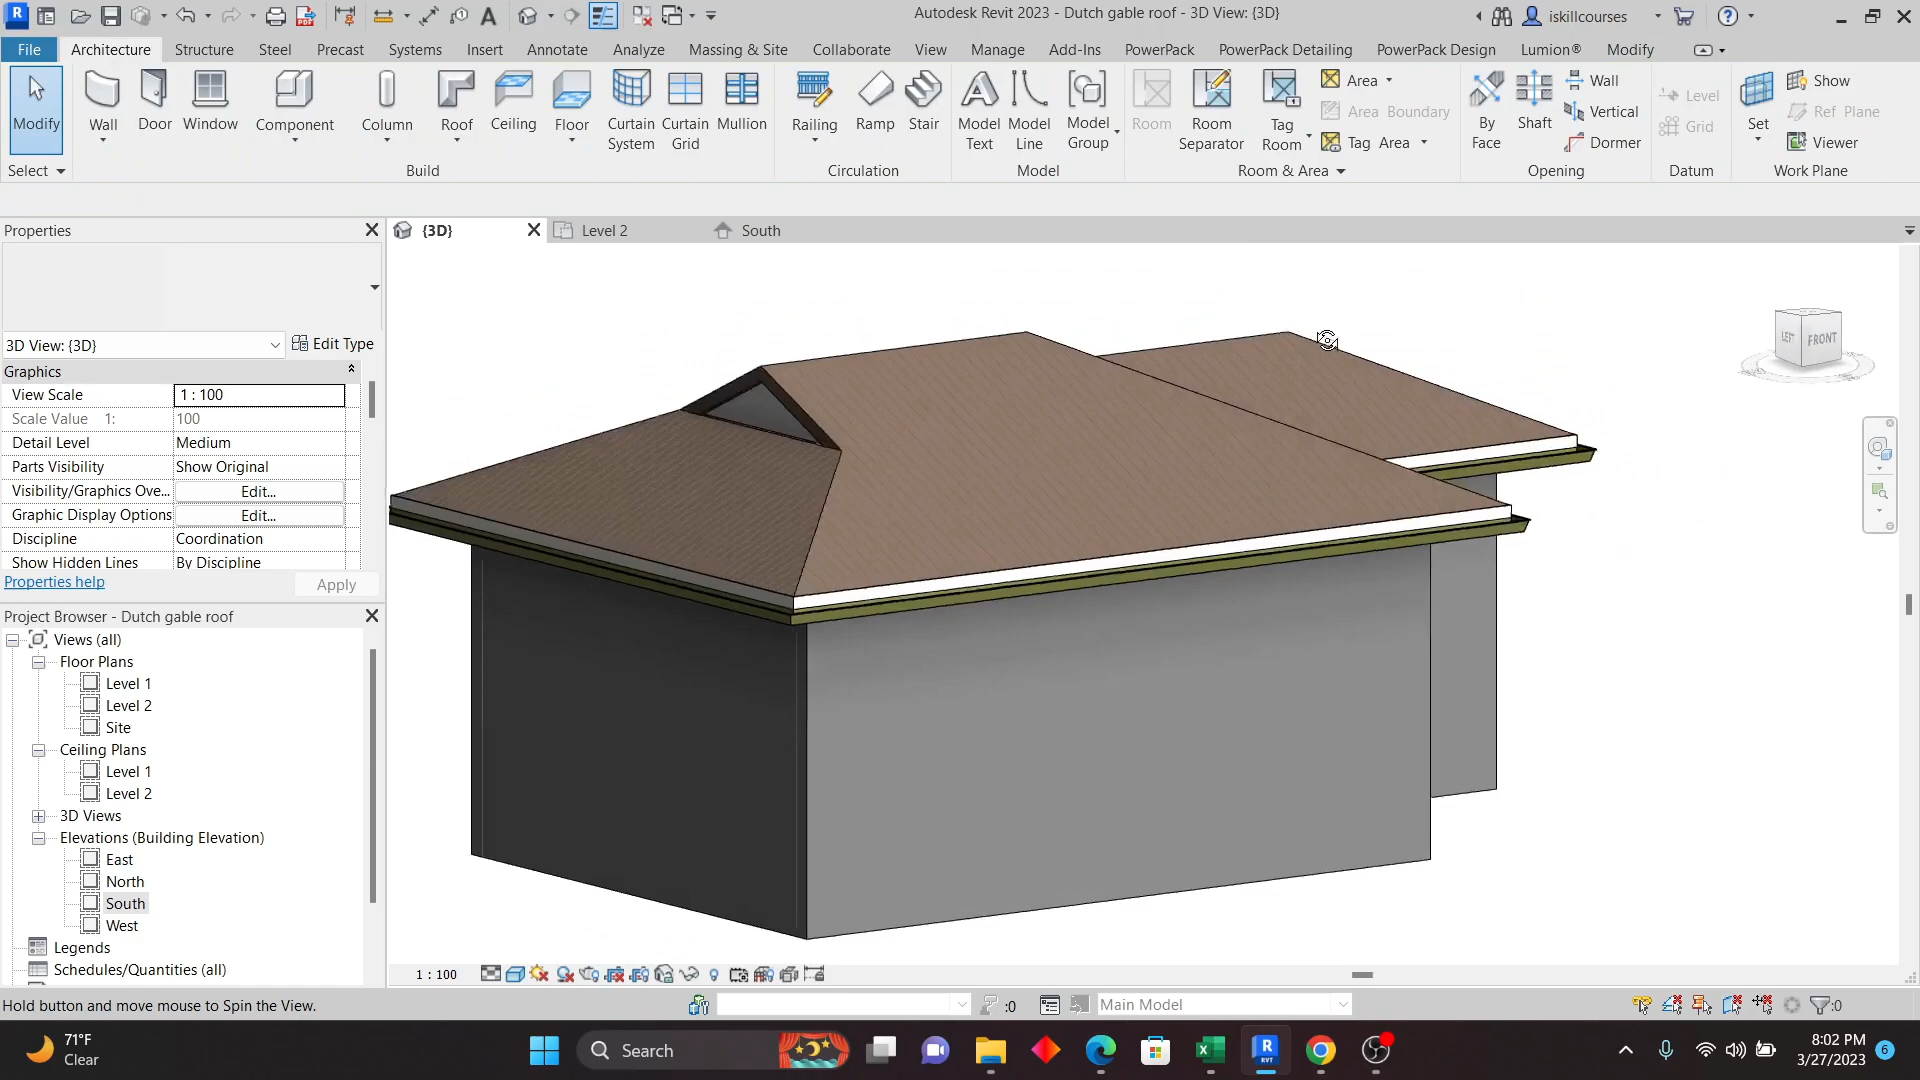 Autodesk Revit 2023 - Dutch gable roof - 3D View: {3D}
iskillcourses
File Architecture Structure Steel Precast Systems Insert Annotate Analyze Massing & Site Collaborate View Manage Add-Ins PowerPack PowerPack Detailing PowerPack Design Lumion® Modify
Modify
Wall Door Window Component Column Roof Ceiling Floor Curtain System Curtain Grid Mullion
Railing Ramp Stair
Model Text Model Line Model Group
Room Room Separator Tag Room
Area
Area Boundary
Tag Area
By Face Shaft
Wall
Vertical
Dormer
Level
Grid
Set
Show
Ref Plane
Viewer
Select Build Circulation Model Room & Area Opening Datum Work Plane
Properties
{3D} Level 2 South
3D View: {3D} Edit Type
Graphics
View Scale 1 : 100
Scale Value 1: 100
Detail Level Medium
Parts Visibility Show Original
Visibility/Graphics Ove... Edit...
Graphic Display Options Edit...
Discipline Coordination
Show Hidden Lines By Discipline
Properties help Apply
LEFT FRONT
Project Browser - Dutch gable roof
Views (all)
Floor Plans
Level 1
Level 2
Site
Ceiling Plans
Level 1
Level 2
3D Views
Elevations (Building Elevation)
East
North
South
West
Legends
Schedules/Quantities (all)
1 : 100
Hold button and move mouse to Spin the View.
:0
Main Model
:0
71°F
Clear
Search
8:02 PM
3/27/2023
6